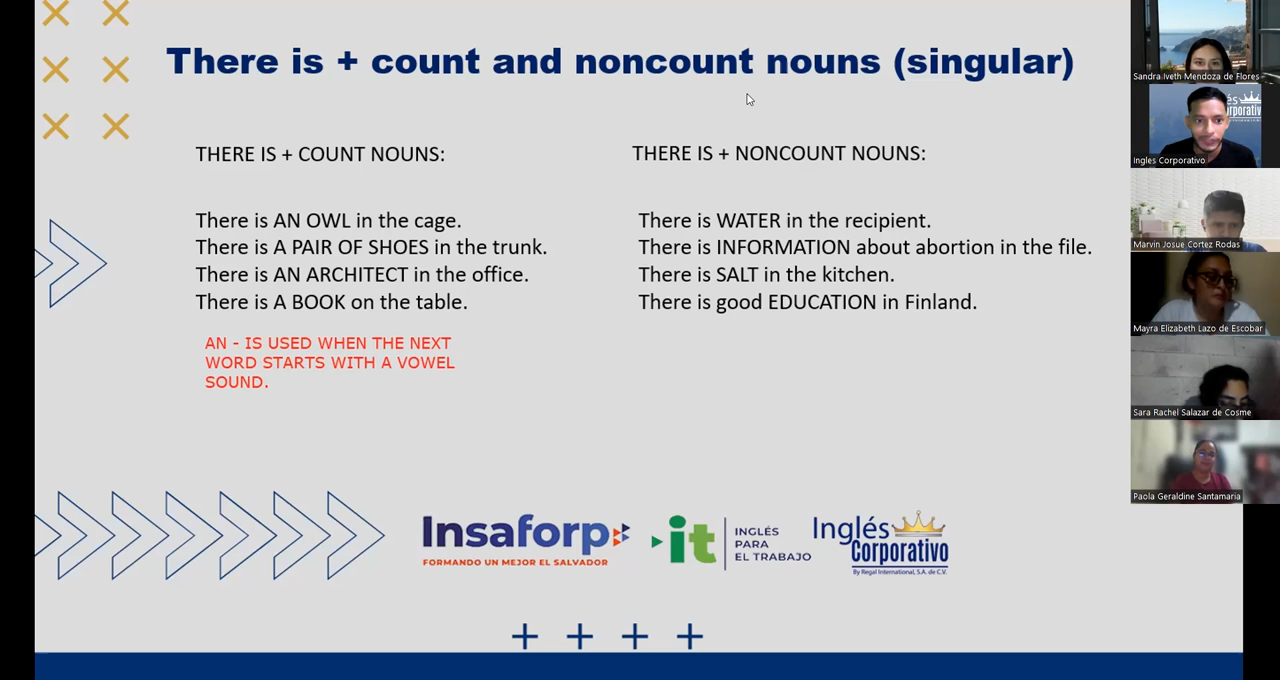 There is + count and noncount nouns (singular)
THERE IS + COUNT NOUNS:
There is AN OWL in the cage.
There is A PAIR OF SHOES in the trunk.
There is AN ARCHITECT in the office.
There is A BOOK on the table.
AN - IS USED WHEN THE NEXT
WORD STARTS WITH A VOWEL
SOUND.
THERE IS + NONCOUNT NOUNS:
There is WATER in the recipient.
There is INFORMATION about abortion in the file.
There is SALT in the kitchen.
There is good EDUCATION in Finland.
Insaforp
FORMANDO UN MEJOR EL SALVADOR
it
INGLÉS
PARA
EL TRABAJO
Inglés
Corporativo
By Regal International, S.A. de C.V.
Sandra Iveth Mendoza de Flores
Ingles Corporativo
Marvin Josue Cortez Rodas
Mayra Elizabeth Lazo de Escobar
Sara Rachel Salazar de Cosme
Paola Geraldine Santamaria